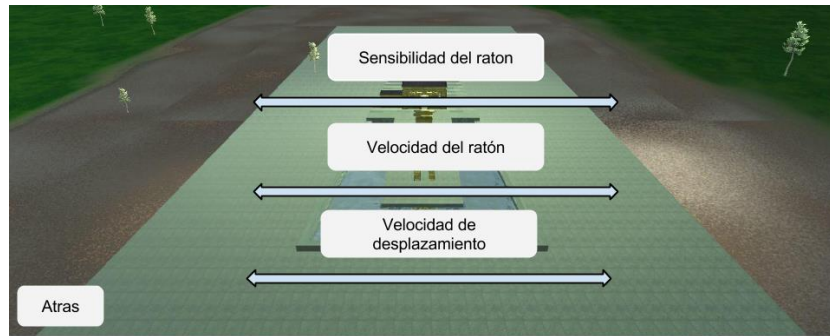 Sensibilidad del raton
Velocidad del ratón
Velocidad de
desplazamiento
Atras